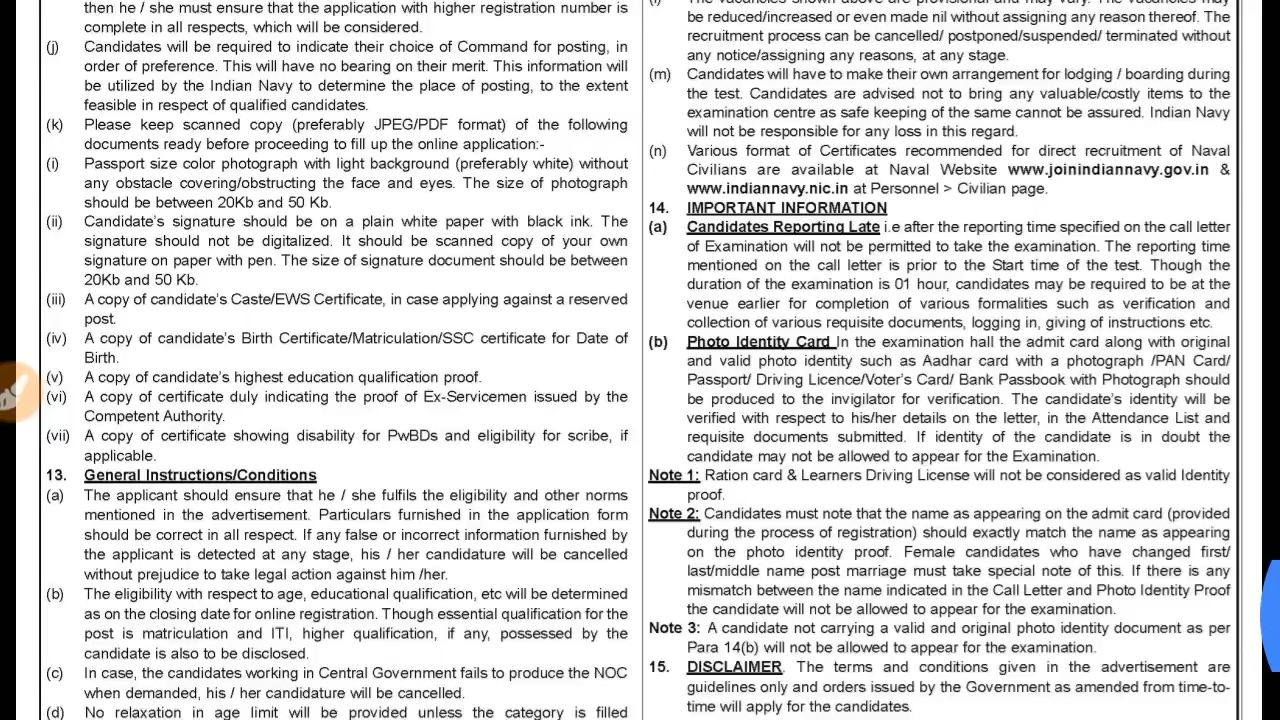 then he / she must ensure that the application with higher registration number is
complete in all respects, which will be considered.
(j) Candidates will be required to indicate their choice of Command for posting, in
order of preference. This will have no bearing on their merit. This information will
be utilized by the Indian Navy to determine the place of posting, to the extent
feasible in respect of qualified candidates.
(k) Please keep scanned copy (preferably JPEG/PDF format) of the following
documents ready before proceeding to fill up the online application:-
(i) Passport size color photograph with light background (preferably white) without
any obstacle covering/obstructing the face and eyes. The size of photograph
should be between 20Kb and 50 Kb.
(ii) Candidate's signature should be on a plain white paper with black ink. The
signature should not be digitalized. It should be scanned copy of your own
signature on paper with pen. The size of signature document should be between
20Kb and 50 Kb.
(iii) A copy of candidate's Caste/EWS Certificate, in case applying against a reserved
post.
(iv) A copy of candidate's Birth Certificate/Matriculation/SSC certificate for Date of
Birth.
(v) A copy of candidate's highest education qualification proof.
(vi) A copy of certificate duly indicating the proof of Ex-Servicemen issued by the
Competent Authority.
(vii) A copy of certificate showing disability for PwBDs and eligibility for scribe, if
applicable.
13. General Instructions/Conditions
(a) The applicant should ensure that he / she fulfils the eligibility and other norms
mentioned in the advertisement. Particulars furnished in the application form
should be correct in all respect. If any false or incorrect information furnished by
the applicant is detected at any stage, his / her candidature will be cancelled
without prejudice to take legal action against him /her.
(b) The eligibility with respect to age, educational qualification, etc will be determined
as on the closing date for online registration. Though essential qualification for the
post is matriculation and ITI, higher qualification, if any, possessed by the
candidate is also to be disclosed.
(c) In case, the candidates working in Central Government fails to produce the NOC
when demanded, his / her candidature will be cancelled.
(d) No relaxation in age limit will be provided unless the category is filled
The vacancies shown above are provisional and may vary. The vacancies may
be reduced/increased or even made nil without assigning any reason thereof. The
recruitment process can be cancelled/ postponed/suspended/ terminated without
any notice/assigning any reasons, at any stage.
(m) Candidates will have to make their own arrangement for lodging / boarding during
the test. Candidates are advised not to bring any valuable/costly items to the
examination centre as safe keeping of the same cannot be assured. Indian Navy
will not be responsible for any loss in this regard.
(n) Various format of Certificates recommended for direct recruitment of Naval
Civilians are available at Naval Website www.joinindiannavy.gov.in &
www.indiannavy.nic.in at Personnel > Civilian page.
14. IMPORTANT INFORMATION
(a) Candidates Reporting Late i.e after the reporting time specified on the call letter
of Examination will not be permitted to take the examination. The reporting time
mentioned on the call letter is prior to the Start time of the test. Though the
duration of the examination is 01 hour, candidates may be required to be at the
venue earlier for completion of various formalities such as verification and
collection of various requisite documents, logging in, giving of instructions etc.
(b) Photo Identity Card In the examination hall the admit card along with original
and valid photo identity such as Aadhar card with a photograph /PAN Card/
Passport/ Driving Licence/Voter's Card/ Bank Passbook with Photograph should
be produced to the invigilator for verification. The candidate's identity will be
verified with respect to his/her details on the letter, in the Attendance List and
requisite documents submitted. If identity of the candidate is in doubt the
candidate may not be allowed to appear for the Examination.
Note 1: Ration card & Learners Driving License will not be considered as valid Identity
proof.
Note 2: Candidates must note that the name as appearing on the admit card (provided
during the process of registration) should exactly match the name as appearing
on the photo identity proof. Female candidates who have changed first/
last/middle name post marriage must take special note of this. If there is any
mismatch between the name indicated in the Call Letter and Photo Identity Proof
the candidate will not be allowed to appear for the examination.
Note 3: A candidate not carrying a valid and original photo identity document as per
Para 14(b) will not be allowed to appear for the examination.
15. DISCLAIMER. The terms and conditions given in the advertisement are
guidelines only and orders issued by the Government as amended from time-to-
time will apply for the candidates.